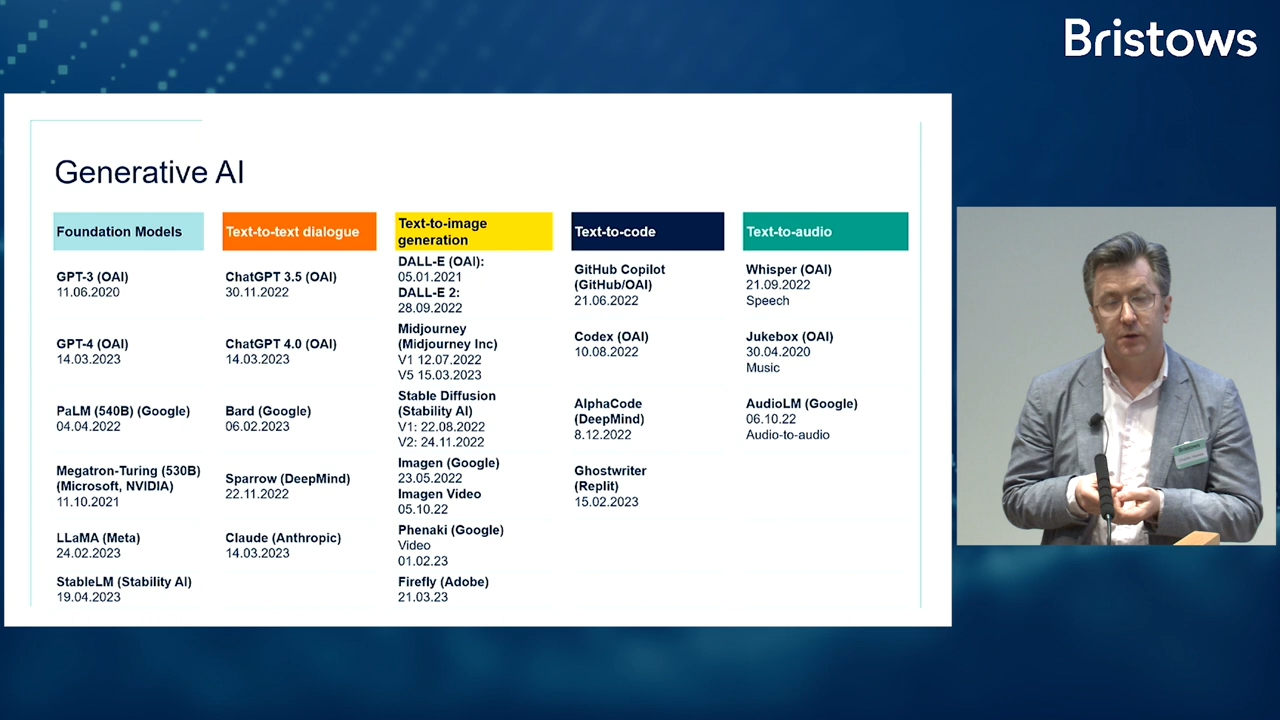 Bristows
Generative AI
Foundation Models
GPT-3 (OAI)
11.06.2020
GPT-4 (OAI)
14.03.2023
PaLM (540B) (Google)
04.04.2022
Megatron-Turing (530B)
(Microsoft, NVIDIA)
11.10.2021
LLaMA (Meta)
24.02.2023
StableLM (Stability AI)
19.04.2023
Text-to-text dialogue
ChatGPT 3.5 (OAI)
30.11.2022
ChatGPT 4.0 (OAI)
14.03.2023
Bard (Google)
06.02.2023
Sparrow (DeepMind)
22.11.2022
Claude (Anthropic)
14.03.2023
Text-to-image
generation
DALL-E (OAI):
05.01.2021
DALL-E 2:
28.09.2022
Midjourney
(Midjourney Inc)
V1 12.07.2022
V5 15.03.2023
Stable Diffusion
(Stability AI)
V1: 22.08.2022
V2: 24.11.2022
Imagen (Google)
23.05.2022
Imagen Video
05.10.22
Phenaki (Google)
Video
01.02.23
Firefly (Adobe)
21.03.23
Text-to-code
GitHub Copilot
(GitHub/OAI)
21.06.2022
Codex (OAI)
10.08.2022
AlphaCode
(DeepMind)
8.12.2022
Ghostwriter
(Replit)
15.02.2023
Text-to-audio
Whisper (OAI)
21.09.2022
Speech
Jukebox (OAI)
30.04.2020
Music
AudioLM (Google)
06.10.22
Audio-to-audio